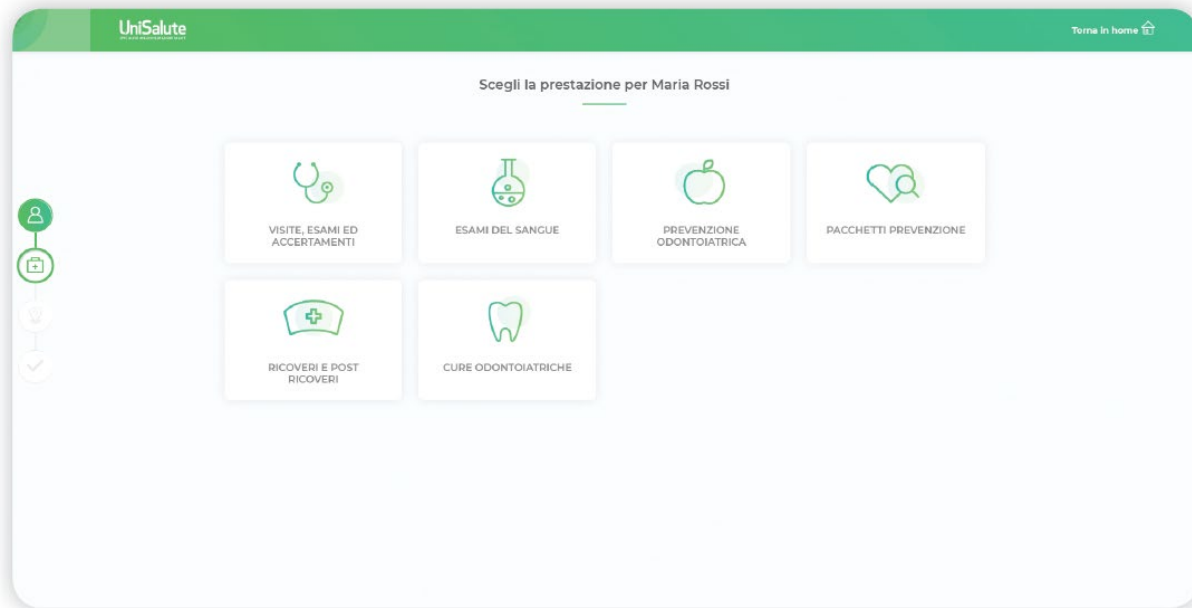 UniSalute
Torna in home
Scegli la prestazione per Maria Rossi
VISITE, ESAMI ED
ACCERTAMENTI
ESAMI DEL SANGUE
PREVENZIONE
ODONTOIATRICA
PACCHETTI PREVENZIONE
RICOVERI E POST
RICOVERI
CURE ODONTOIATRICHE